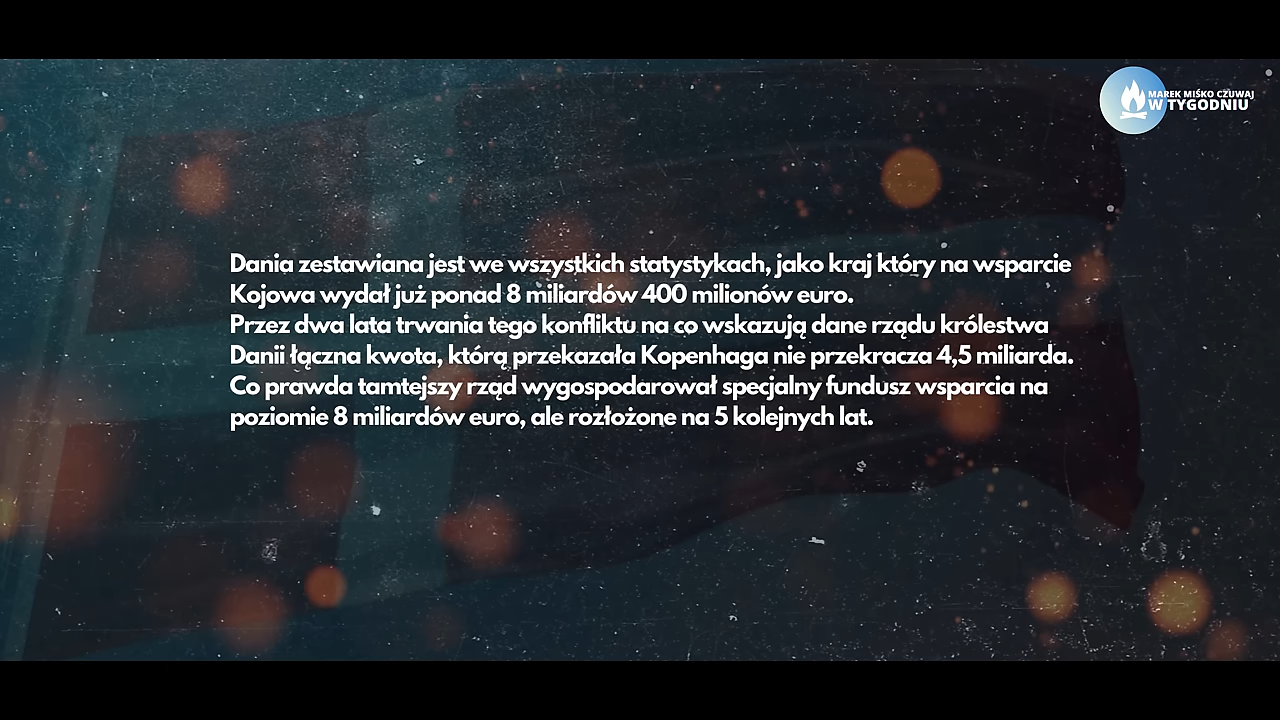 MAREK MIŚKO CZUWAJ
W TYGODNIU
Dania zestawiana jest we wszystkich statystykach, jako kraj który na wsparcie
Kojowa wydał już ponad 8 miliardów 400 milionów euro.
Przez dwa lata trwania tego konfliktu na co wskazują dane rządu królestwa
Danii łączna kwota, którą przekazała Kopenhaga nie przekracza 4,5 miliarda.
Co prawda tamtejszy rząd wygospodarował specjalny fundusz wsparcia na
poziomie 8 miliardów euro, ale rozłożone na 5 kolejnych lat.